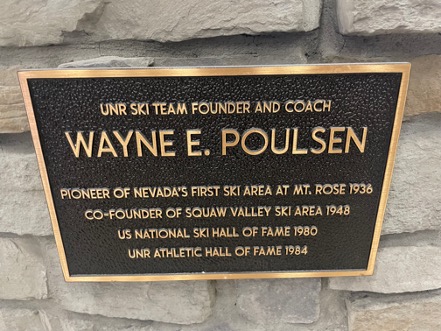 UNR SKI TEAM FOUNDER AND COACH
WAYNE E. POULSEN
PIONEER OF NEVADA'S FIRST SKI AREA AT MT. ROSE 1936
CO-FOUNDER OF SQUAW VALLEY SKI AREA 1948
US NATIONAL SKI HALL OF FAME 1980
UNR ATHLETIC HALL OF FAME 1984